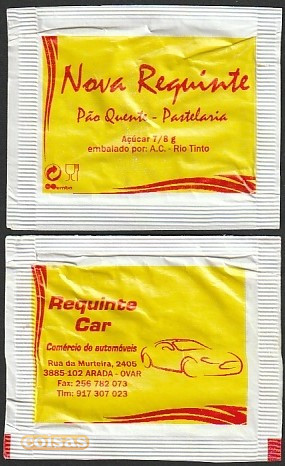 Nova Requinte
Pão Quente - Pastelaria
Açúcar 7/8 g
embalado por: A.C. - Rio Tinto
Requinte
Car
Comércio de automóveis
Rua da Murteira, 2405
3885-102 ARADA - OVAR
Fax: 256 782 073
Tlm: 917 307 023
coisas